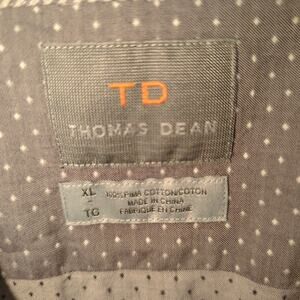 TD
THOMAS DEAN
XL - TG
100% PIMA COTTON/COTON
MADE IN CHINA
FABRIQUE EN CHINE